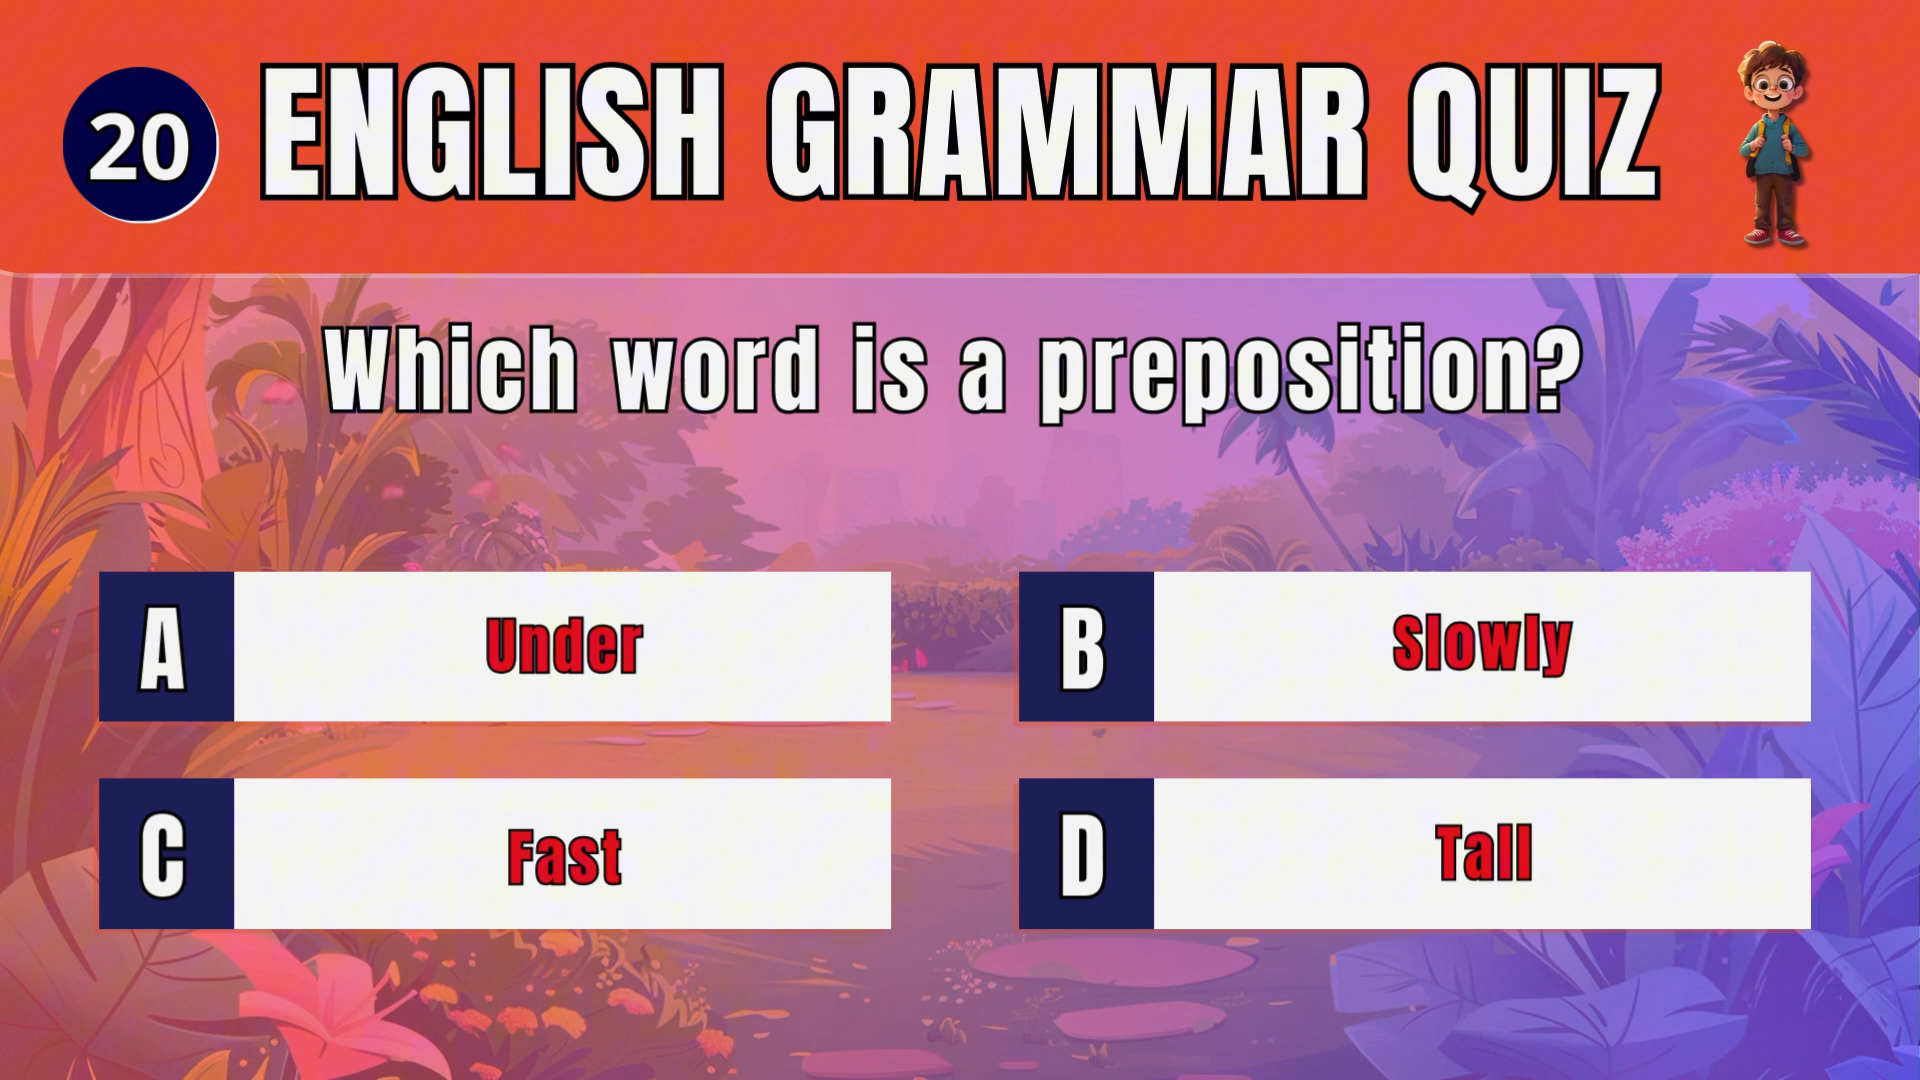 20
ENGLISH GRAMMAR QUIZ
Which word is a preposition?
A Under
B Slowly
C Fast
D Tall